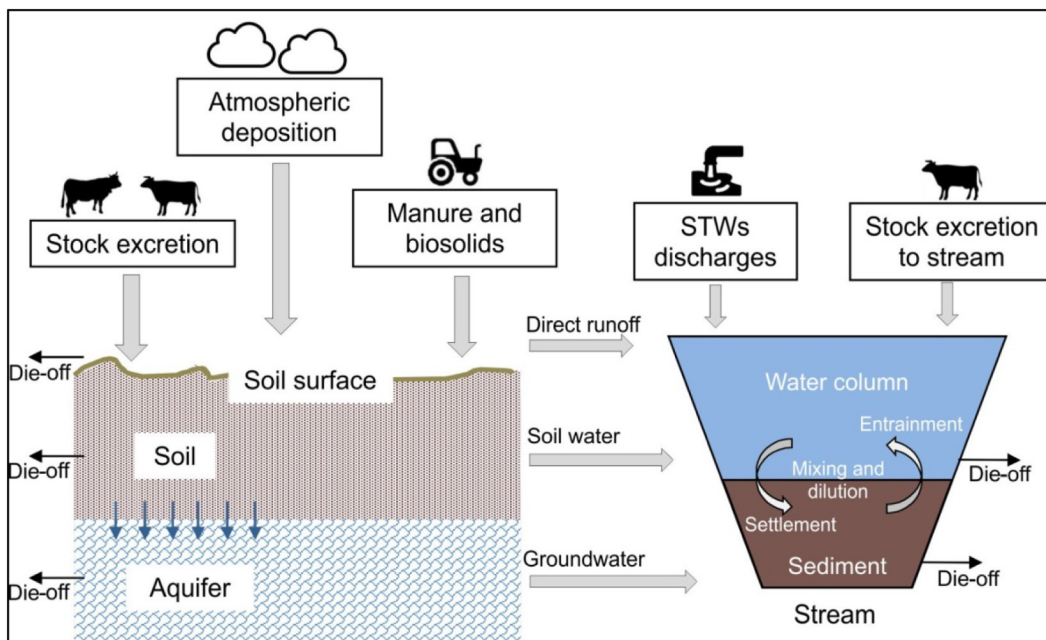 Atmospheric
deposition
Stock excretion
Manure and
biosolids
STWs
discharges
Stock excretion
to stream
Direct runoff
Die-off
Soil surface
Water column
Entrainment
Soil water
Soil
Die-off
Mixing and
dilution
Die-off
Settlement
Groundwater
Sediment
Die-off
Aquifer
Die-off
Stream